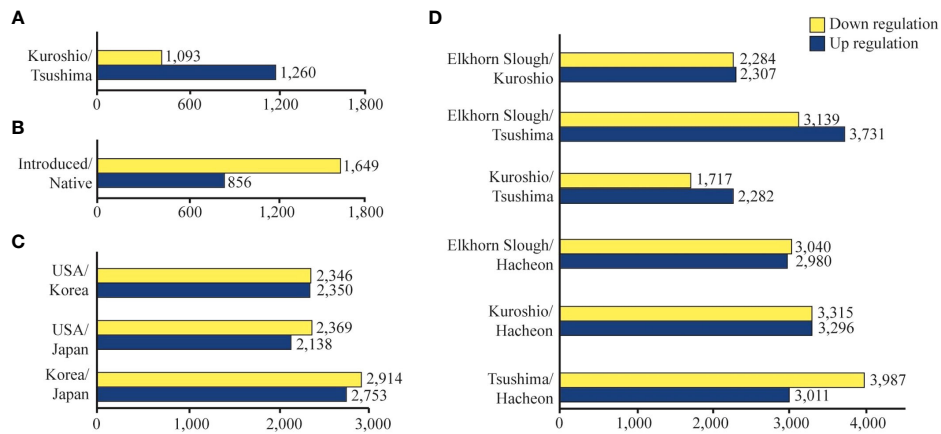 A
Kuroshio/
Tsushima
1,093
1,260
0 600 1,200 1,800
B
Introduced/
Native
1,649
856
0 600 1,200 1,800
C
USA/
Korea
2,346
2,350
USA/
Japan
2,369
2,138
Korea/
Japan
2,914
2,753
0 1,000 2,000 3,000
D
Down regulation
Up regulation
Elkhorn Slough/
Kuroshio
2,284
2,307
Elkhorn Slough/
Tsushima
3,139
3,731
Kuroshio/
Tsushima
1,717
2,282
Elkhorn Slough/
Hacheon
3,040
2,980
Kuroshio/
Hacheon
3,315
3,296
Tsushima/
Hacheon
3,987
3,011
0 1,000 2,000 3,000 4,000